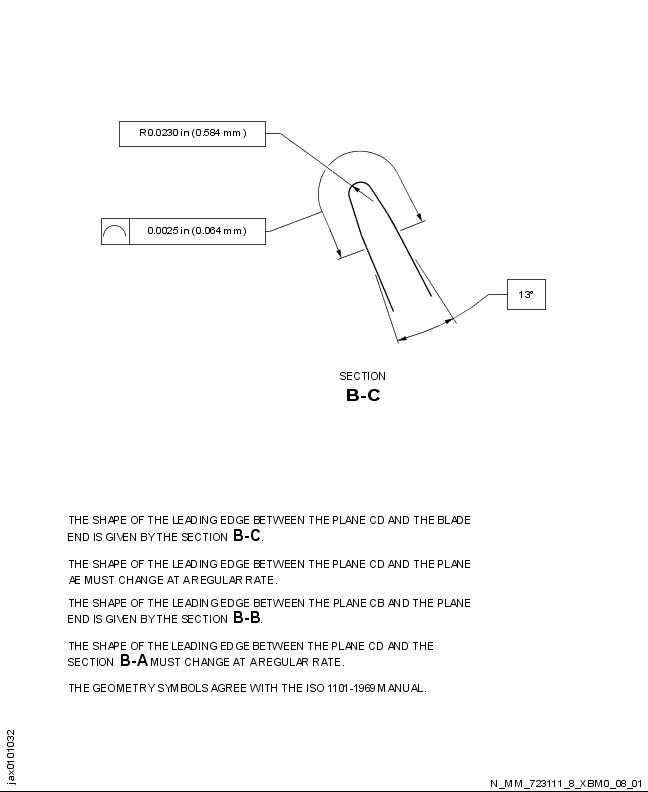 R0.0230 in (0.584 mm)
0.0025 in (0.064 mm)
13°
SECTION
B-C
THE SHAPE OF THE LEADING EDGE BETWEEN THE PLANE CD AND THE BLADE
END IS GIVEN BY THE SECTION B-C.
THE SHAPE OF THE LEADING EDGE BETWEEN THE PLANE CD AND THE PLANE
AE MUST CHANGE AT A REGULAR RATE.
THE SHAPE OF THE LEADING EDGE BETWEEN THE PLANE CB AND THE PLANE
END IS GIVEN BY THE SECTION B-B.
THE SHAPE OF THE LEADING EDGE BETWEEN THE PLANE CD AND THE
SECTION B-A MUST CHANGE AT A REGULAR RATE.
THE GEOMETRY SYMBOLS AGREE WITH THE ISO 1101-1969 MANUAL.
jax0101032
N_MM_723111_8_XBM0_08_01